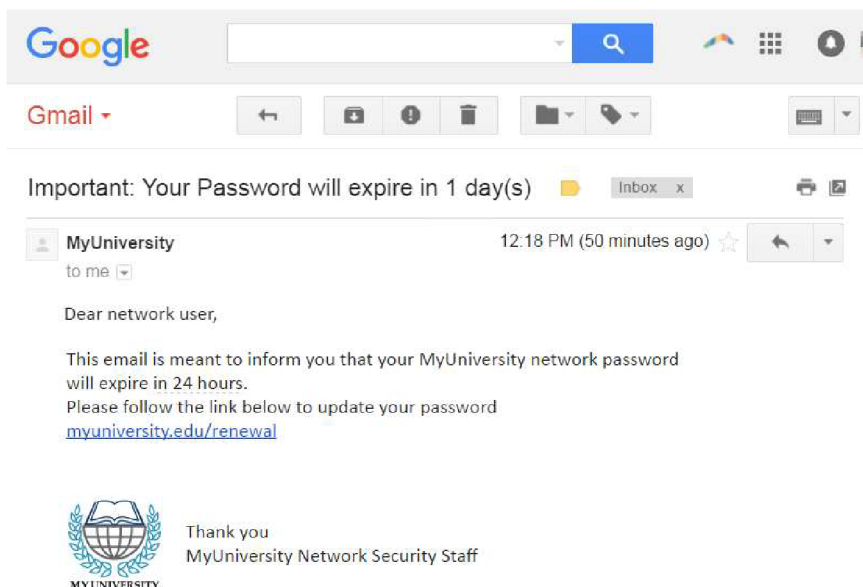 Google
Gmail
Important: Your Password will expire in 1 day(s)
Inbox x
MyUniversity
12:18 PM (50 minutes ago)
to me
Dear network user,
This email is meant to inform you that your MyUniversity network password
will expire in 24 hours.
Please follow the link below to update your password
myuniversity.edu/renewal
Thank you
MyUniversity Network Security Staff
MYUNIVERSITY